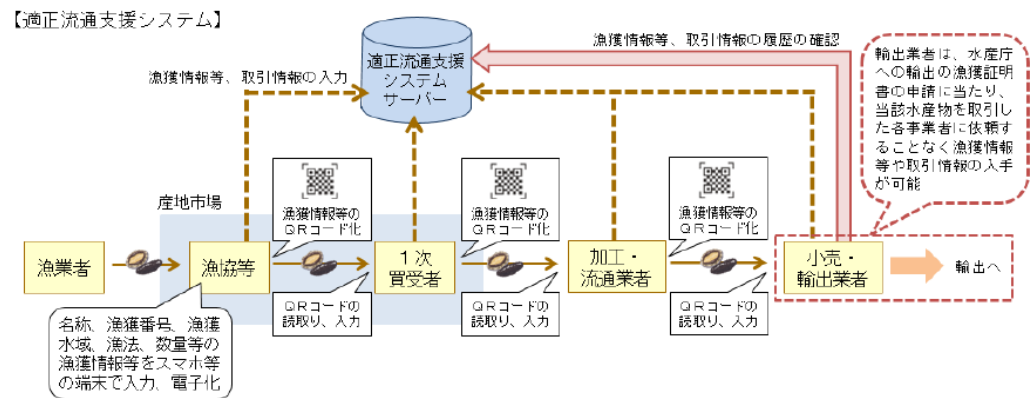 【適正流通支援システム】
漁獲情報等、取引情報の履歴の確認
適正流通支援
システム
サーバー
漁獲情報等、取引情報の入力
輸出業者は、水産庁
への輸出の漁獲証明
書の申請に当たり、
当該水産物を取引し
た各事業者に依頼す
ることなく漁獲情報
等や取引情報の入手
が可能
産地市場
漁獲情報等の
QRコード化
漁獲情報等の
QRコード化
漁獲情報等の
QRコード化
漁業者
漁協等
1次
買受者
加工・
流通業者
小売・
輸出業者
輸出へ
QRコードの
読取り、入力
QRコードの
読取り、入力
QRコードの
読取り、入力
名称、漁獲番号、漁獲
水域、漁法、数量等の
漁獲情報等をスマホ等
の端末で入力、電子化